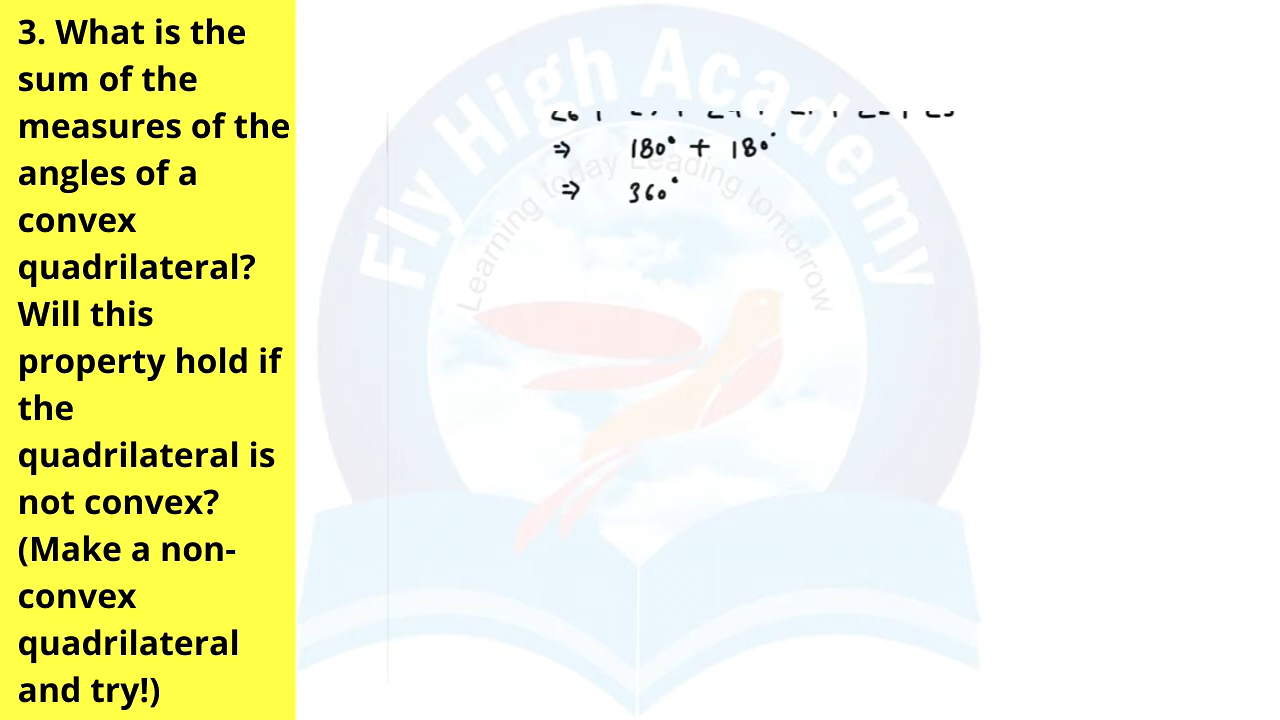 3. What is the
sum of the
measures of the
angles of a
convex
quadrilateral?
Will this
property hold if
the
quadrilateral is
not convex?
(Make a non-
convex
quadrilateral
and try!)
Fly High Academy
Learning today Leading tomorrow
⇒ 180° + 180°
⇒ 360°